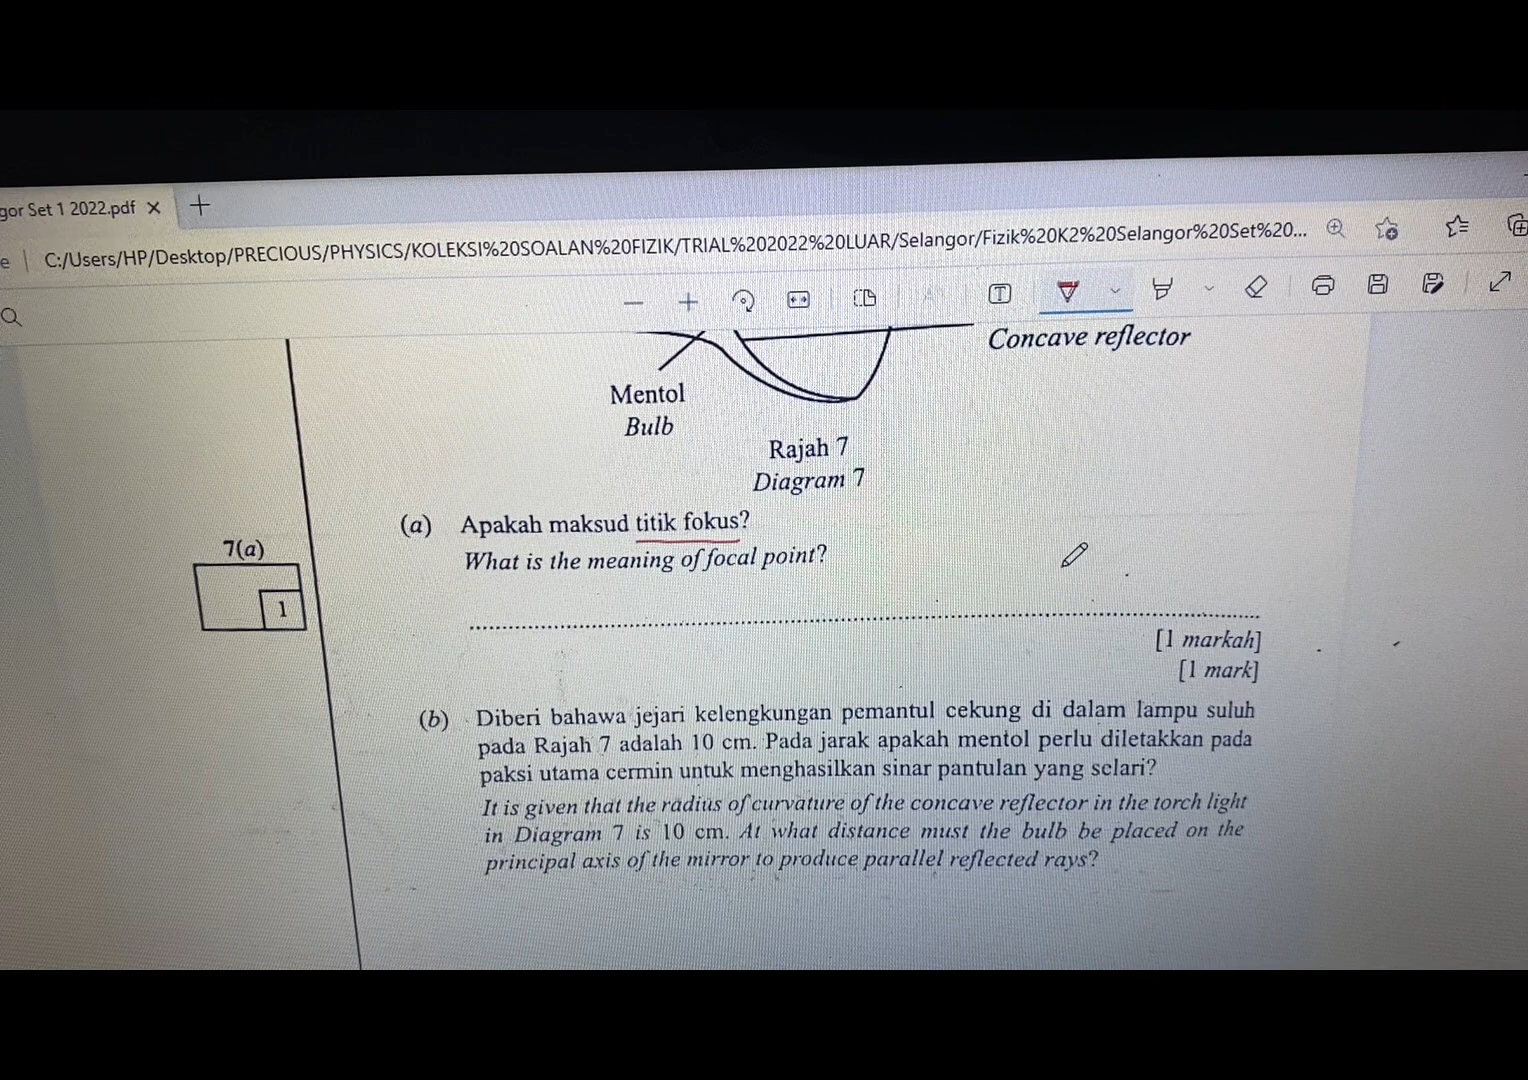 gor Set 1 2022.pdf
C:/Users/HP/Desktop/PRECIOUS/PHYSICS/KOLEKSI%20SOALAN%20FIZIK/TRIAL%202022%20LUAR/Selangor/Fizik%20K2%20Selangor%20Set%20...
Concave reflector
Mentol
Bulb
Rajah 7
Diagram 7
(a) Apakah maksud titik fokus?
What is the meaning of focal point?
7(a)
1
[1 markah]
[1 mark]
(b) Diberi bahawa jejari kelengkungan pemantul cekung di dalam lampu suluh
pada Rajah 7 adalah 10 cm. Pada jarak apakah mentol perlu diletakkan pada
paksi utama cermin untuk menghasilkan sinar pantulan yang selari?
It is given that the radius of curvature of the concave reflector in the torch light
in Diagram 7 is 10 cm. At what distance must the bulb be placed on the
principal axis of the mirror to produce parallel reflected rays?